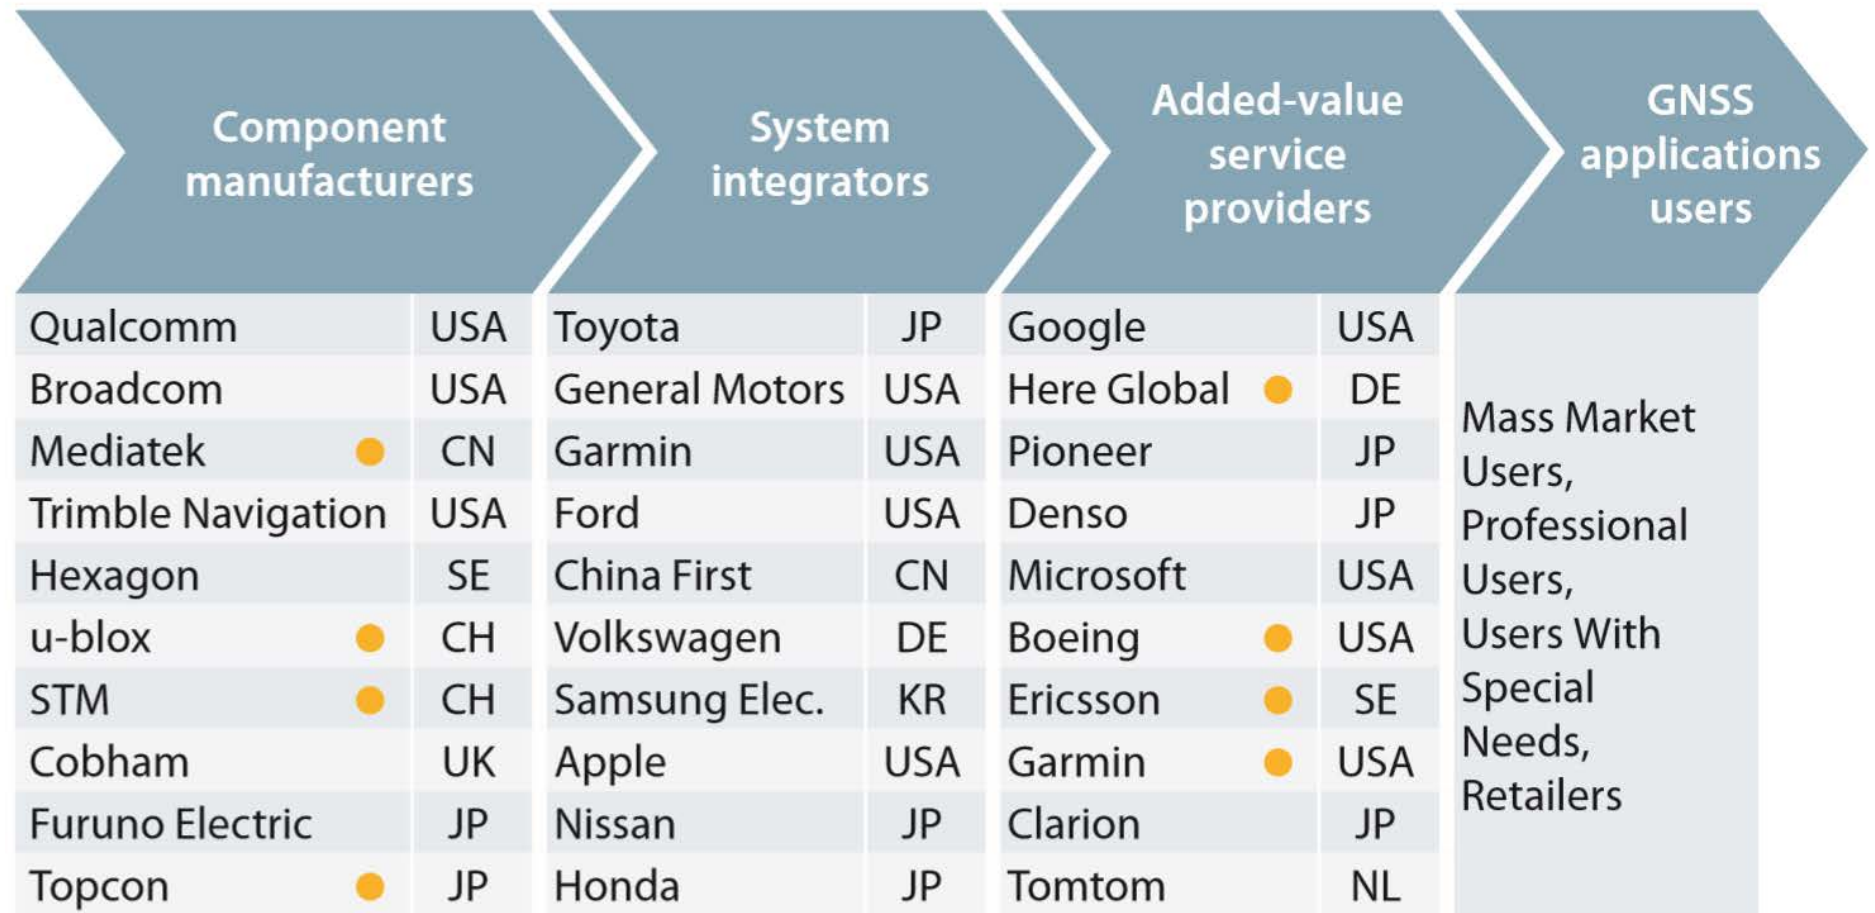 Component
manufacturers
System
integrators
Added-value
service
providers
GNSS
applications
users
Qualcomm USA Toyota JP Google USA
Broadcom USA General Motors USA Here Global DE
Mediatek CN Garmin USA Pioneer JP
Trimble Navigation USA Ford USA Denso JP
Hexagon SE China First CN Microsoft USA
u-blox CH Volkswagen DE Boeing USA
STM CH Samsung Elec. KR Ericsson SE
Cobham UK Apple USA Garmin USA
Furuno Electric JP Nissan JP Clarion JP
Topcon JP Honda JP Tomtom NL
Mass Market
Users,
Professional
Users,
Users With
Special
Needs,
Retailers